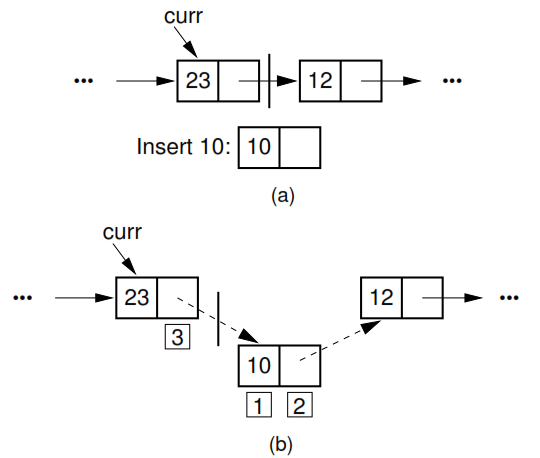 curr
••• 23 12 •••
Insert 10: 10
(a)
curr
••• 23 12 •••
3
10
1 2
(b)